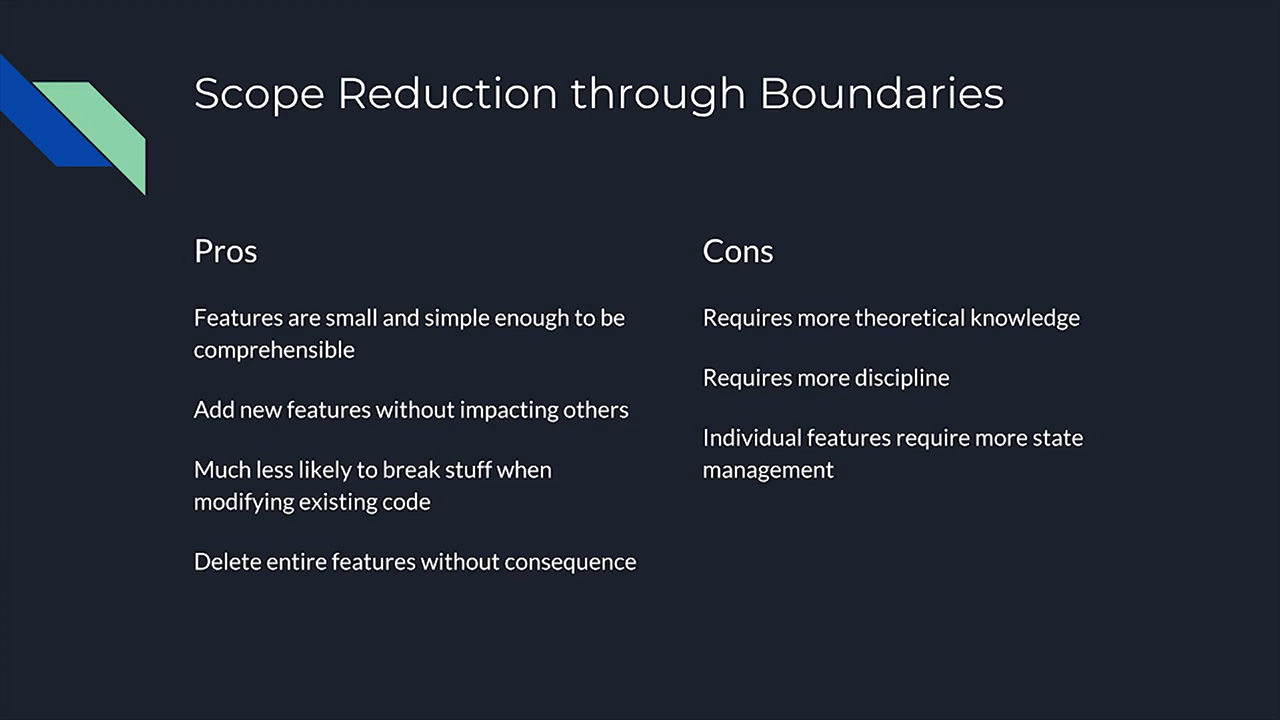 Scope Reduction through Boundaries
Pros
Features are small and simple enough to be
comprehensible
Add new features without impacting others
Much less likely to break stuff when
modifying existing code
Delete entire features without consequence
Cons
Requires more theoretical knowledge
Requires more discipline
Individual features require more state
management